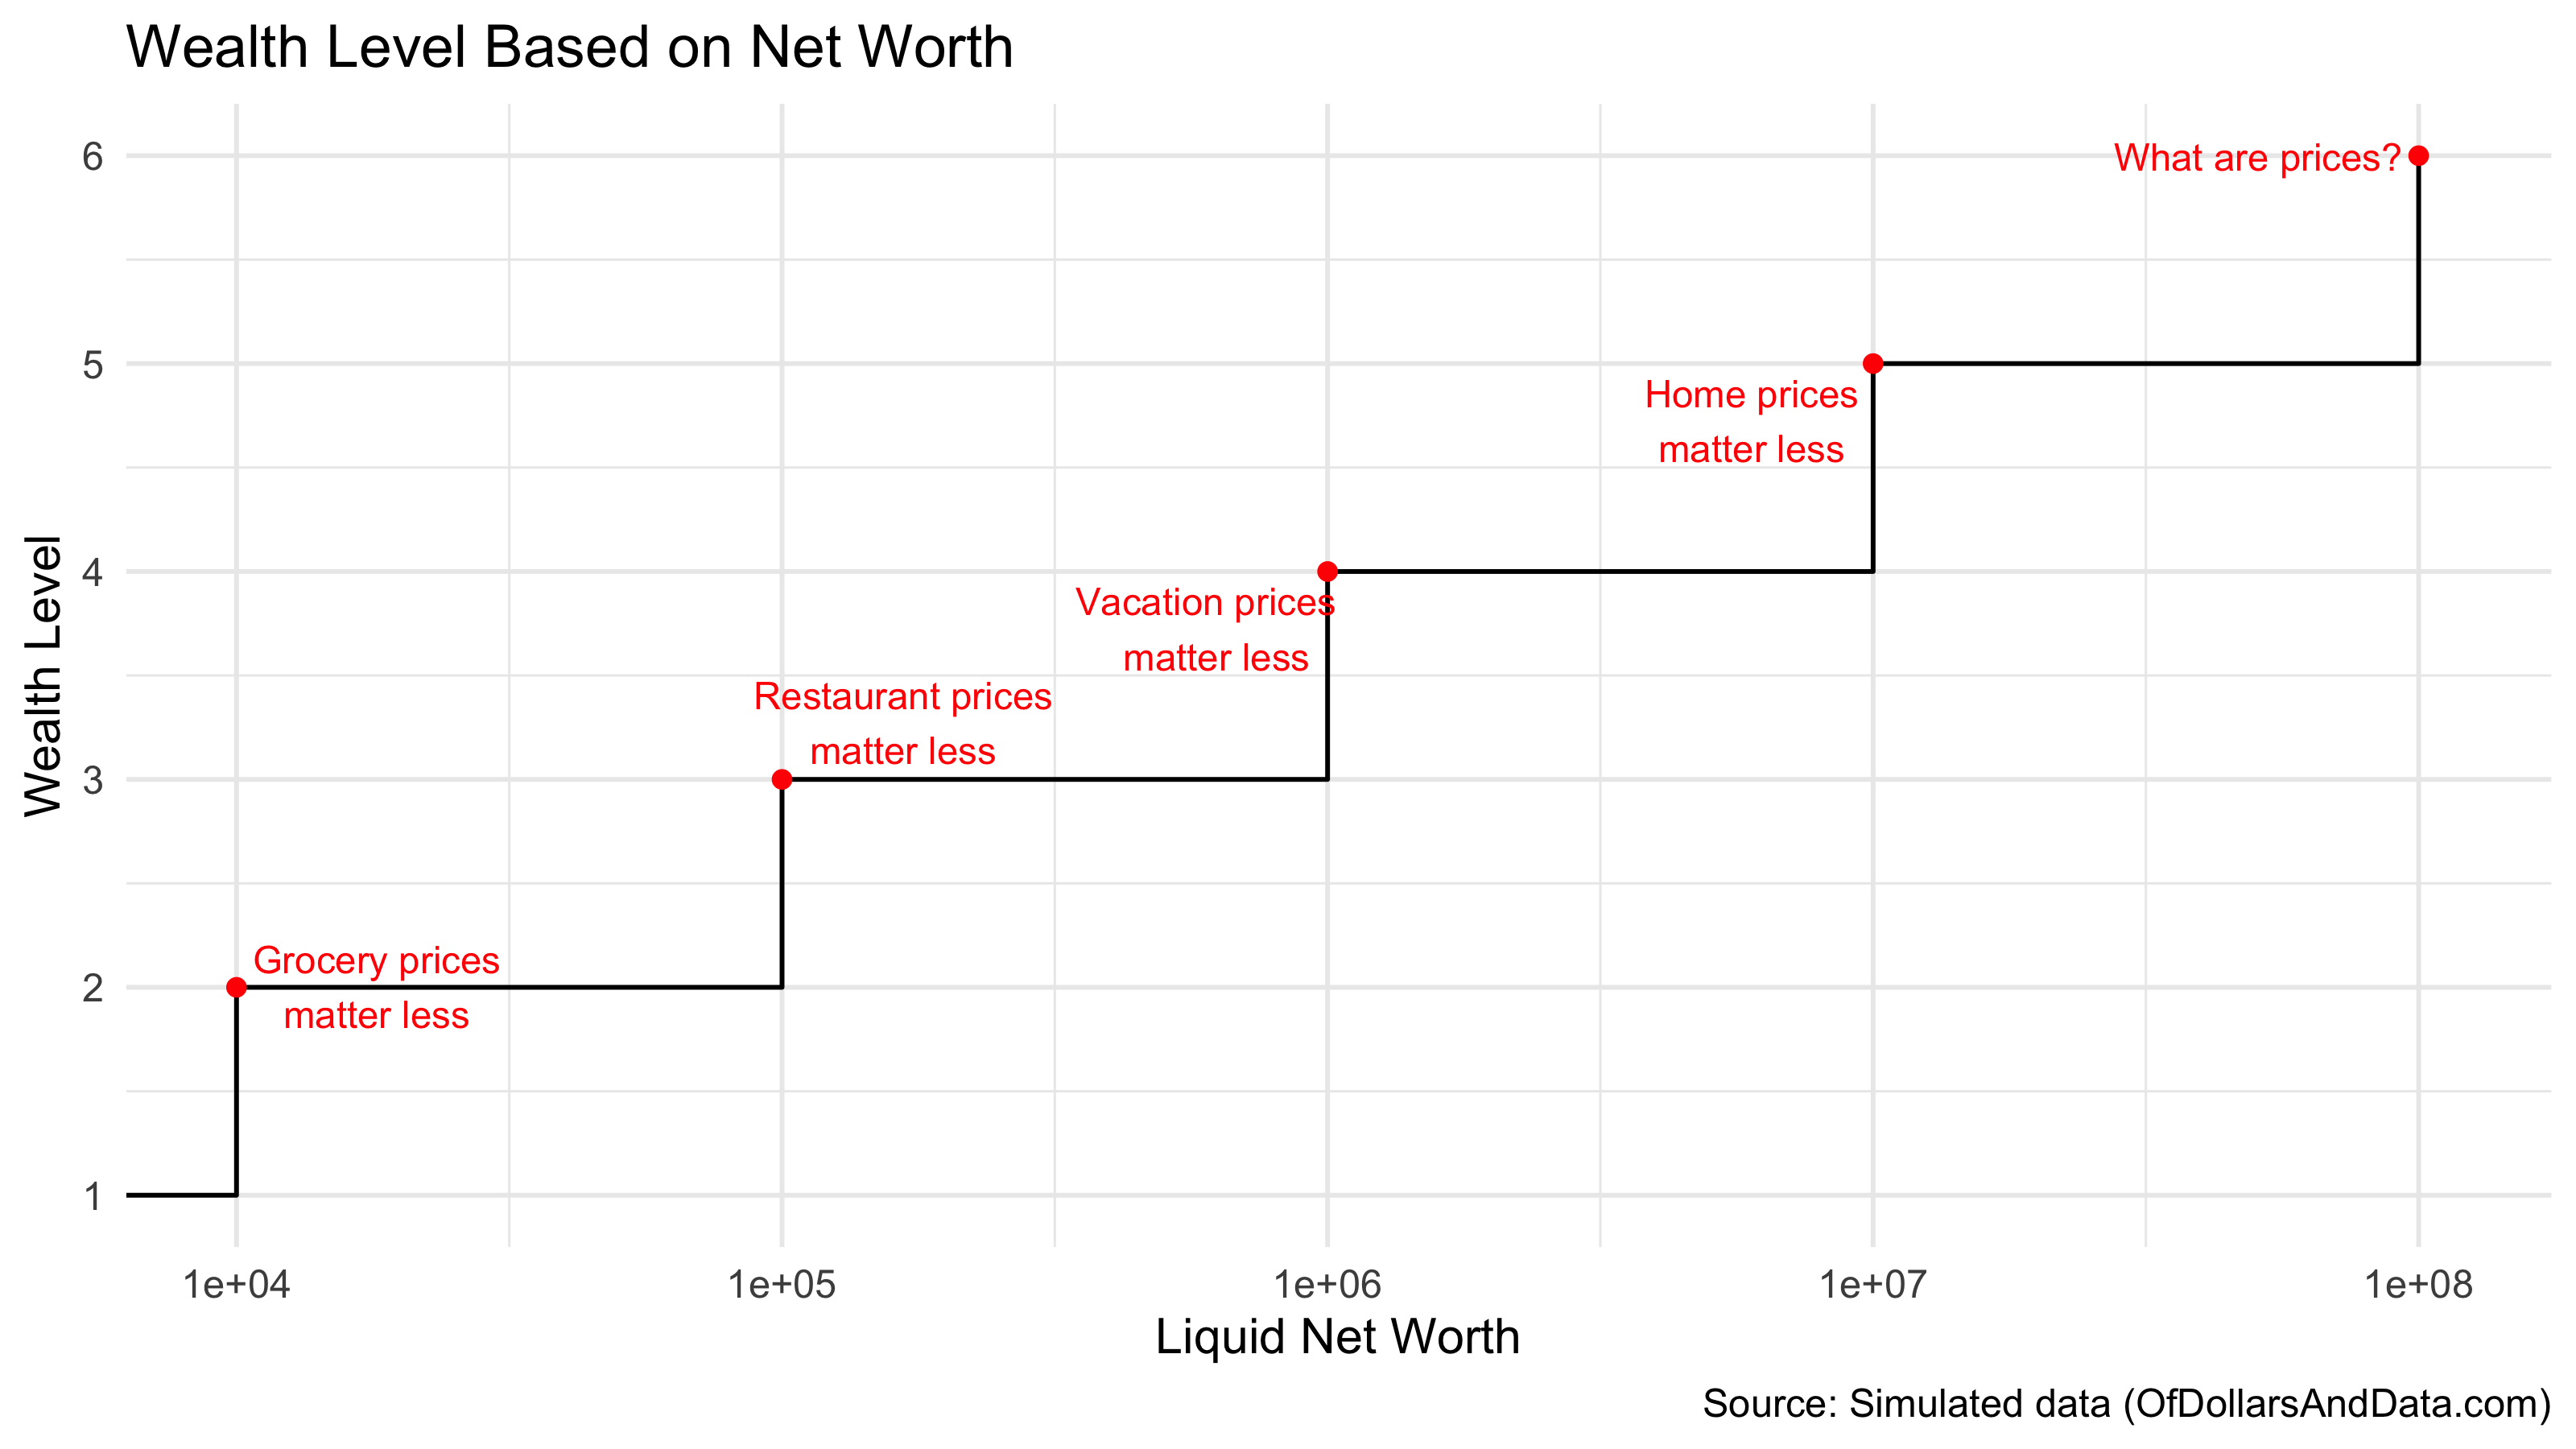 Wealth Level Based on Net Worth
6
What are prices?
5
Home prices
matter less
4
Vacation prices
matter less
Restaurant prices
matter less
3
Grocery prices
2
matter less
1
Wealth Level
1e+04
1e+05
1e+06
1e+07
1e+08
Liquid Net Worth
Source: Simulated data (OfDollarsAndData.com)